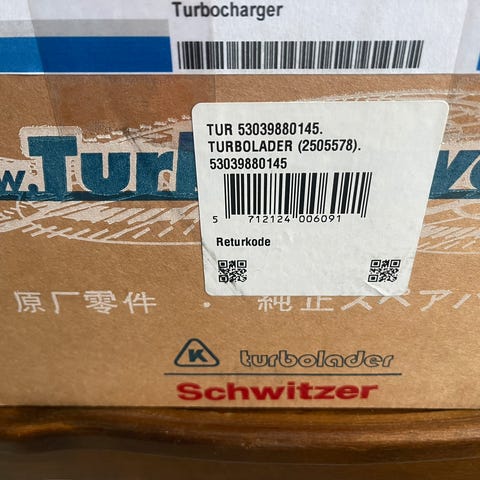 Turbocharger
TUR 53039880145.
TURBOLADER (2505578).
53039880145
5 712124 006091
Returkode
w.Turb
原厂零件 · 純正スペアパ
K turbolader
Schwitzer